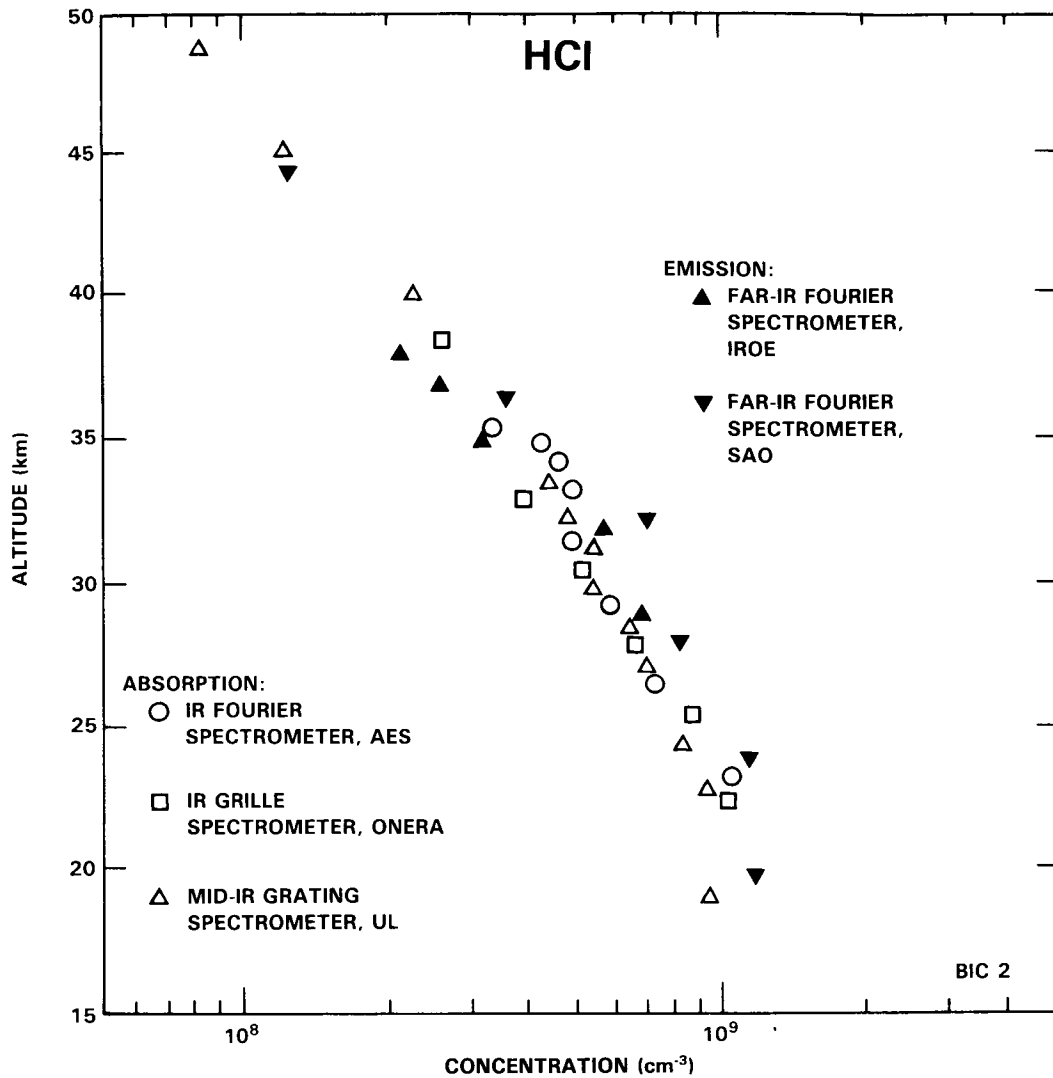 HCl
50
45
40
35
30
25
20
15
ALTITUDE (km)
EMISSION:
FAR-IR FOURIER
SPECTROMETER,
IROE
FAR-IR FOURIER
SPECTROMETER,
SAO
ABSORPTION:
IR FOURIER
SPECTROMETER, AES
IR GRILLE
SPECTROMETER, ONERA
MID-IR GRATING
SPECTROMETER, UL
BIC 2
10⁸
10⁹
CONCENTRATION (cm⁻³)